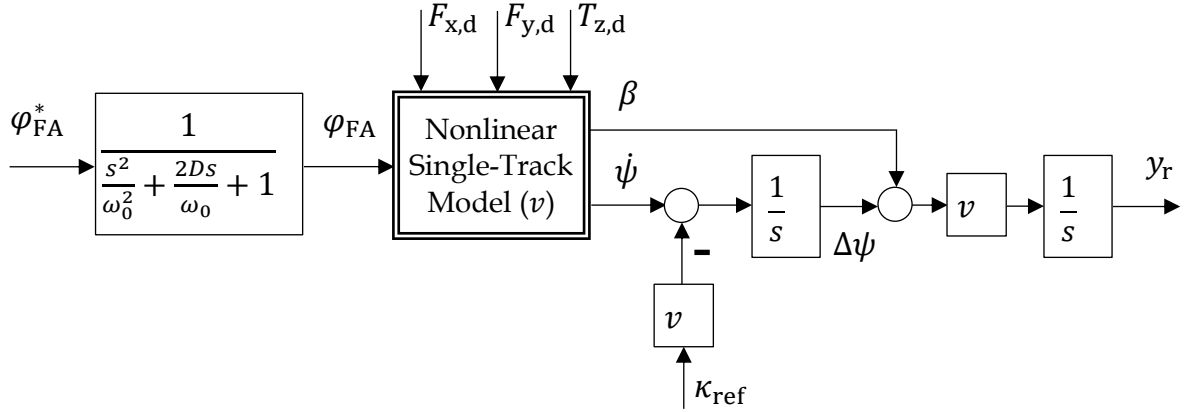 F_x,d F_y,d T_z,d
φ*_FA
1
s²/ω₀² + 2Ds/ω₀ + 1
φ_FA
Nonlinear
Single-Track
Model (v)
β
ψ̇
-
v
κ_ref
1/s
Δψ
v
1/s
y_r